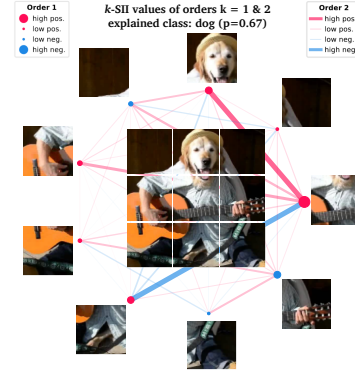 k-SII values of orders k = 1 & 2
explained class: dog (p=0.67)
Order 1
high pos.
low pos.
low neg.
high neg.
Order 2
high pos.
low pos.
low neg.
high neg.